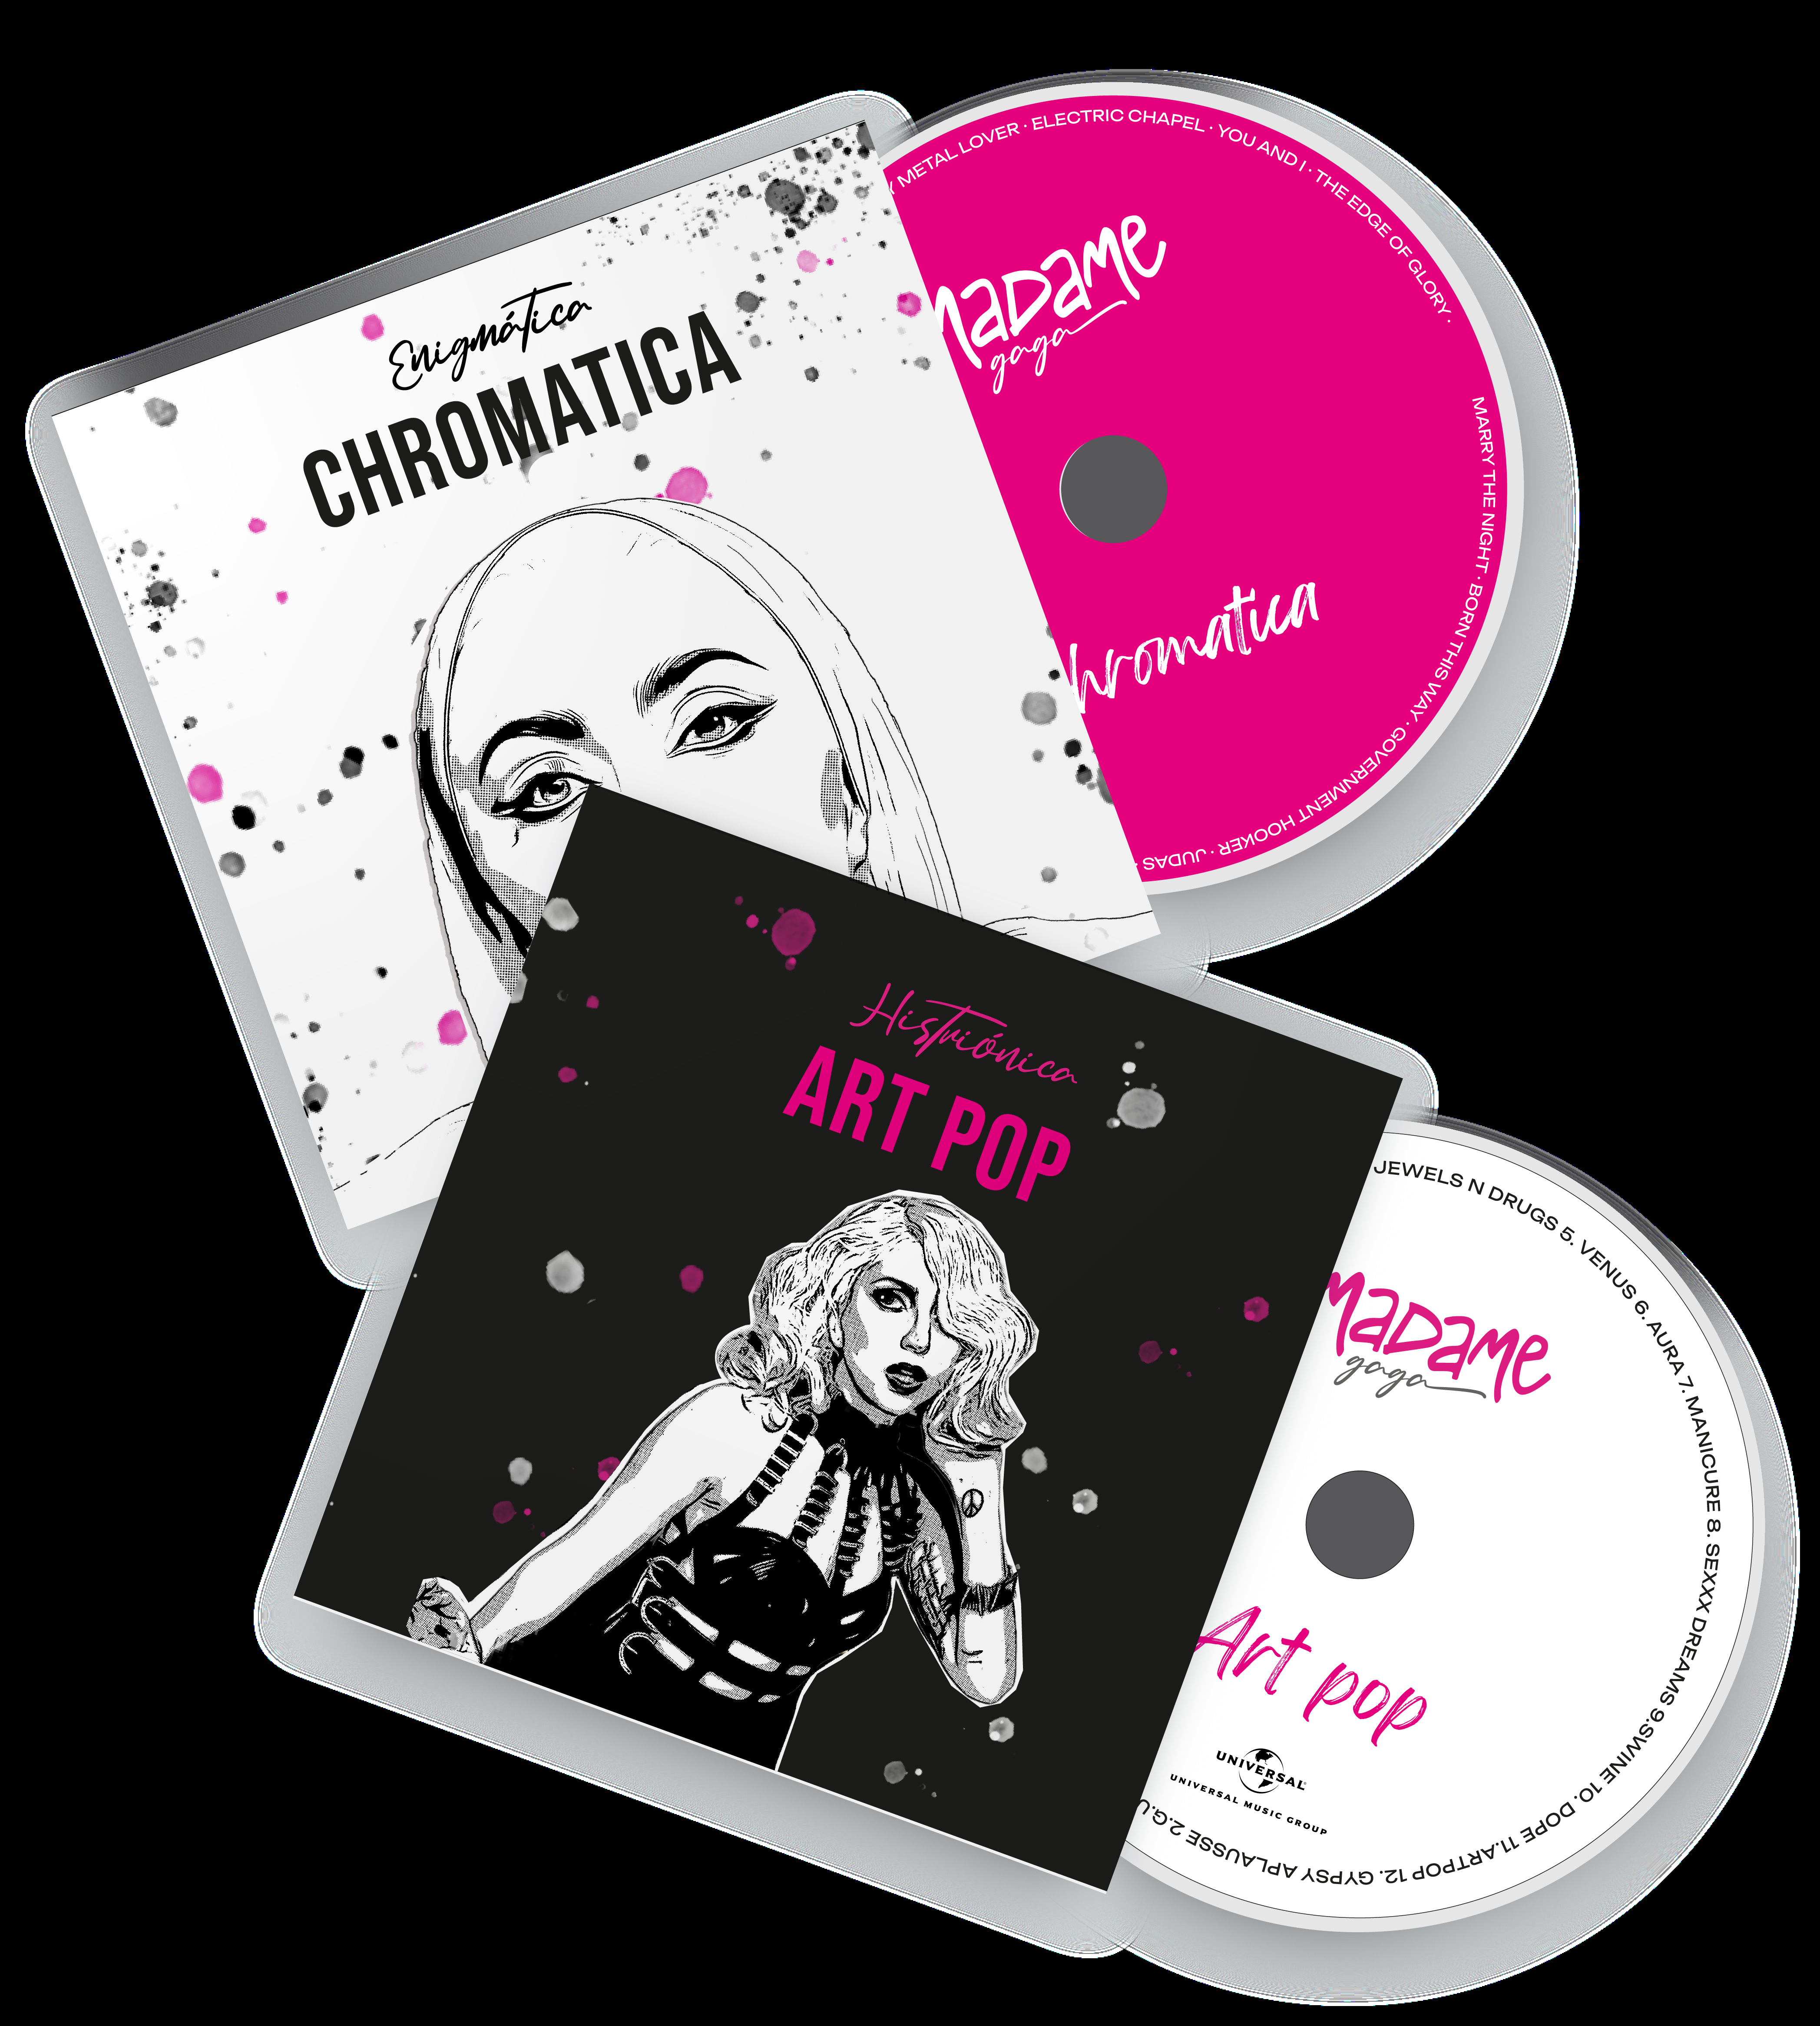 Enigmática
CHROMATICA
METAL LOVER · ELECTRIC CHAPEL · YOU AND I · THE EDGE OF GLORY ·
MARRY THE NIGHT · BORN THIS WAY · GOVERNMENT HOOKER · JUDAS ·
MADAME
gaga
hromatica
Histriónica
ART POP
JEWELS N DRUGS 5. VENUS 6. AURA 7. MANICURE 8. SEXXX DREAMS 9.SWINE 10. DOPE 11.ARTPOP 12. GYPSY APLAUSSE 2.G.U
MADAME
gaga
Art pop
UNIVERSAL
UNIVERSAL MUSIC GROUP